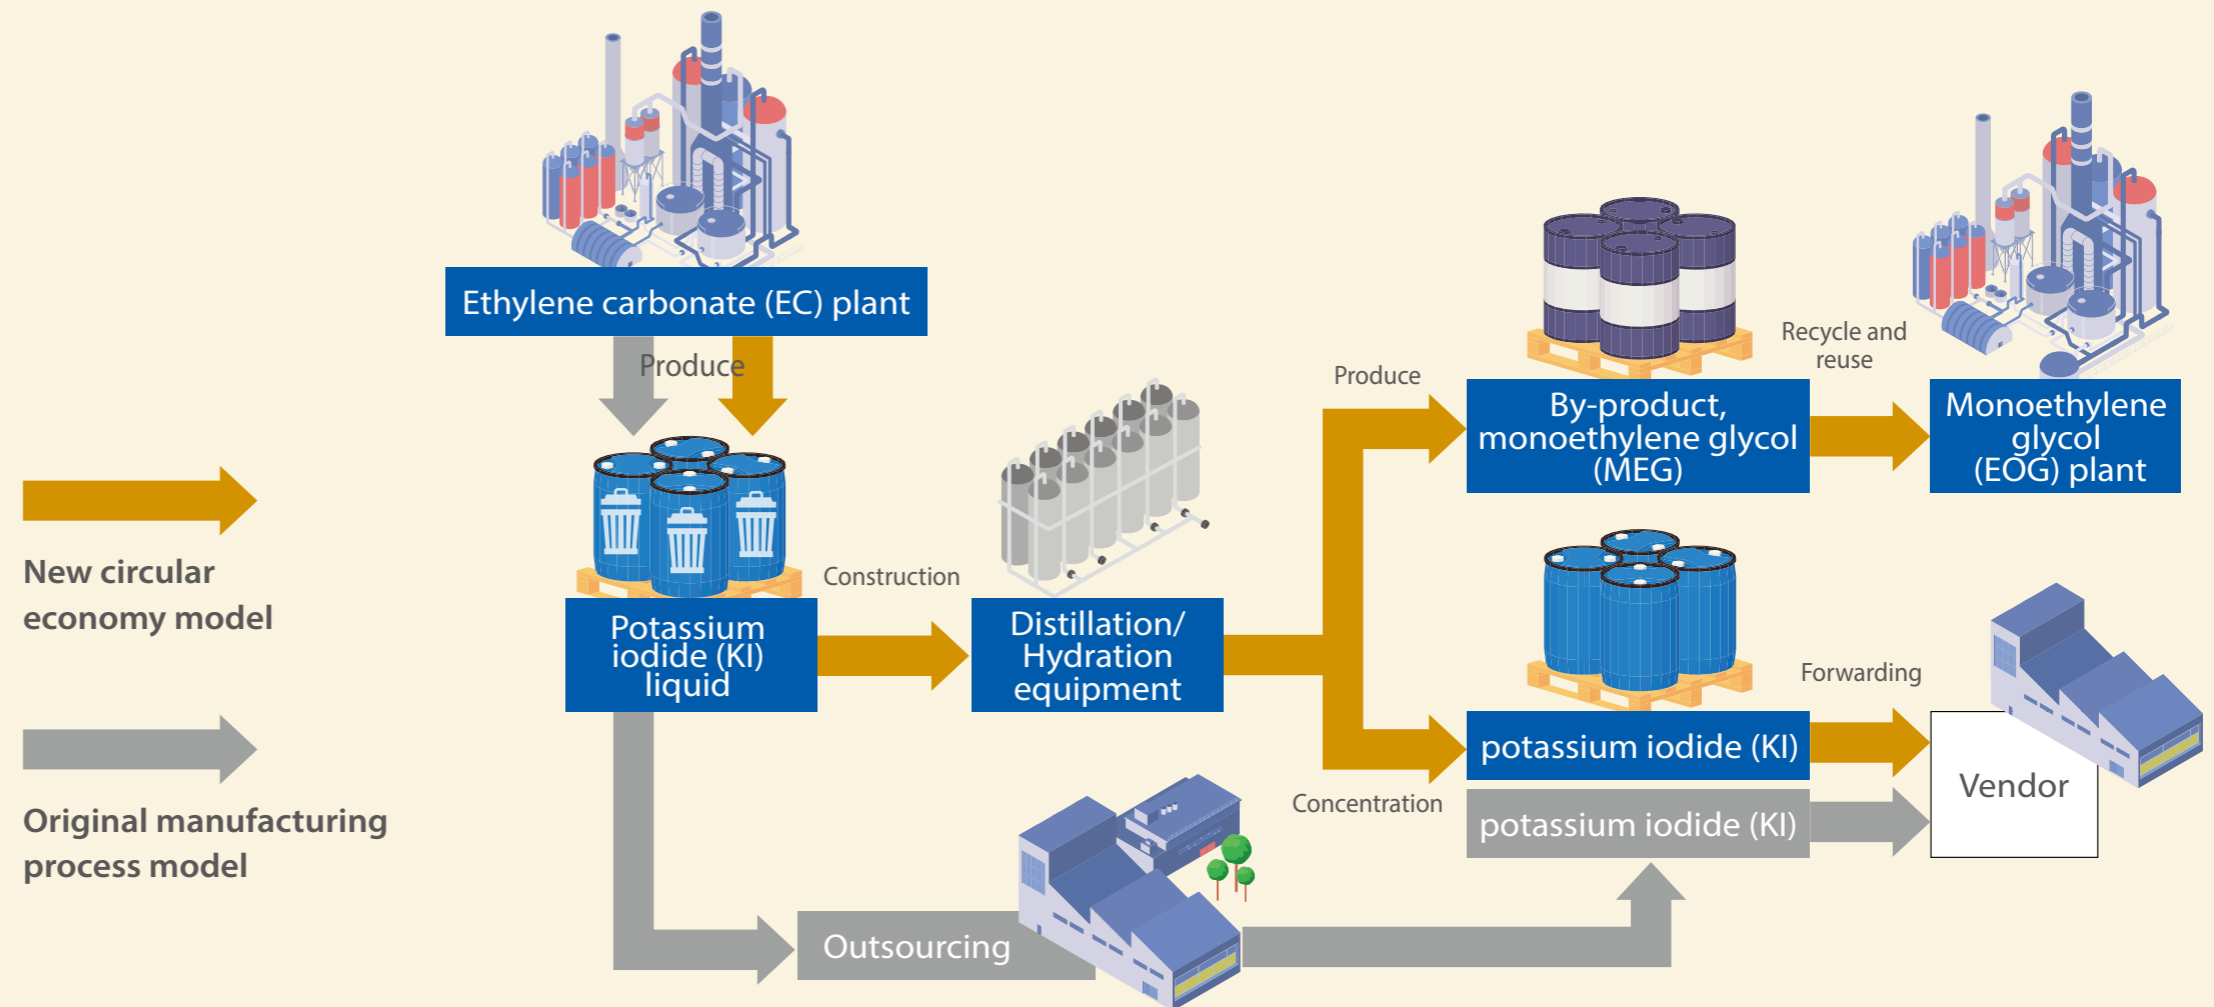 Ethylene carbonate (EC) plant
Produce
New circular
economy model
Original manufacturing
process model
Potassium
iodide (KI)
liquid
Construction
Distillation/
Hydration
equipment
Produce
By-product,
monoethylene glycol
(MEG)
Recycle and
reuse
Monoethylene
glycol
(EOG) plant
Concentration
potassium iodide (KI)
Forwarding
potassium iodide (KI)
Vendor
Outsourcing